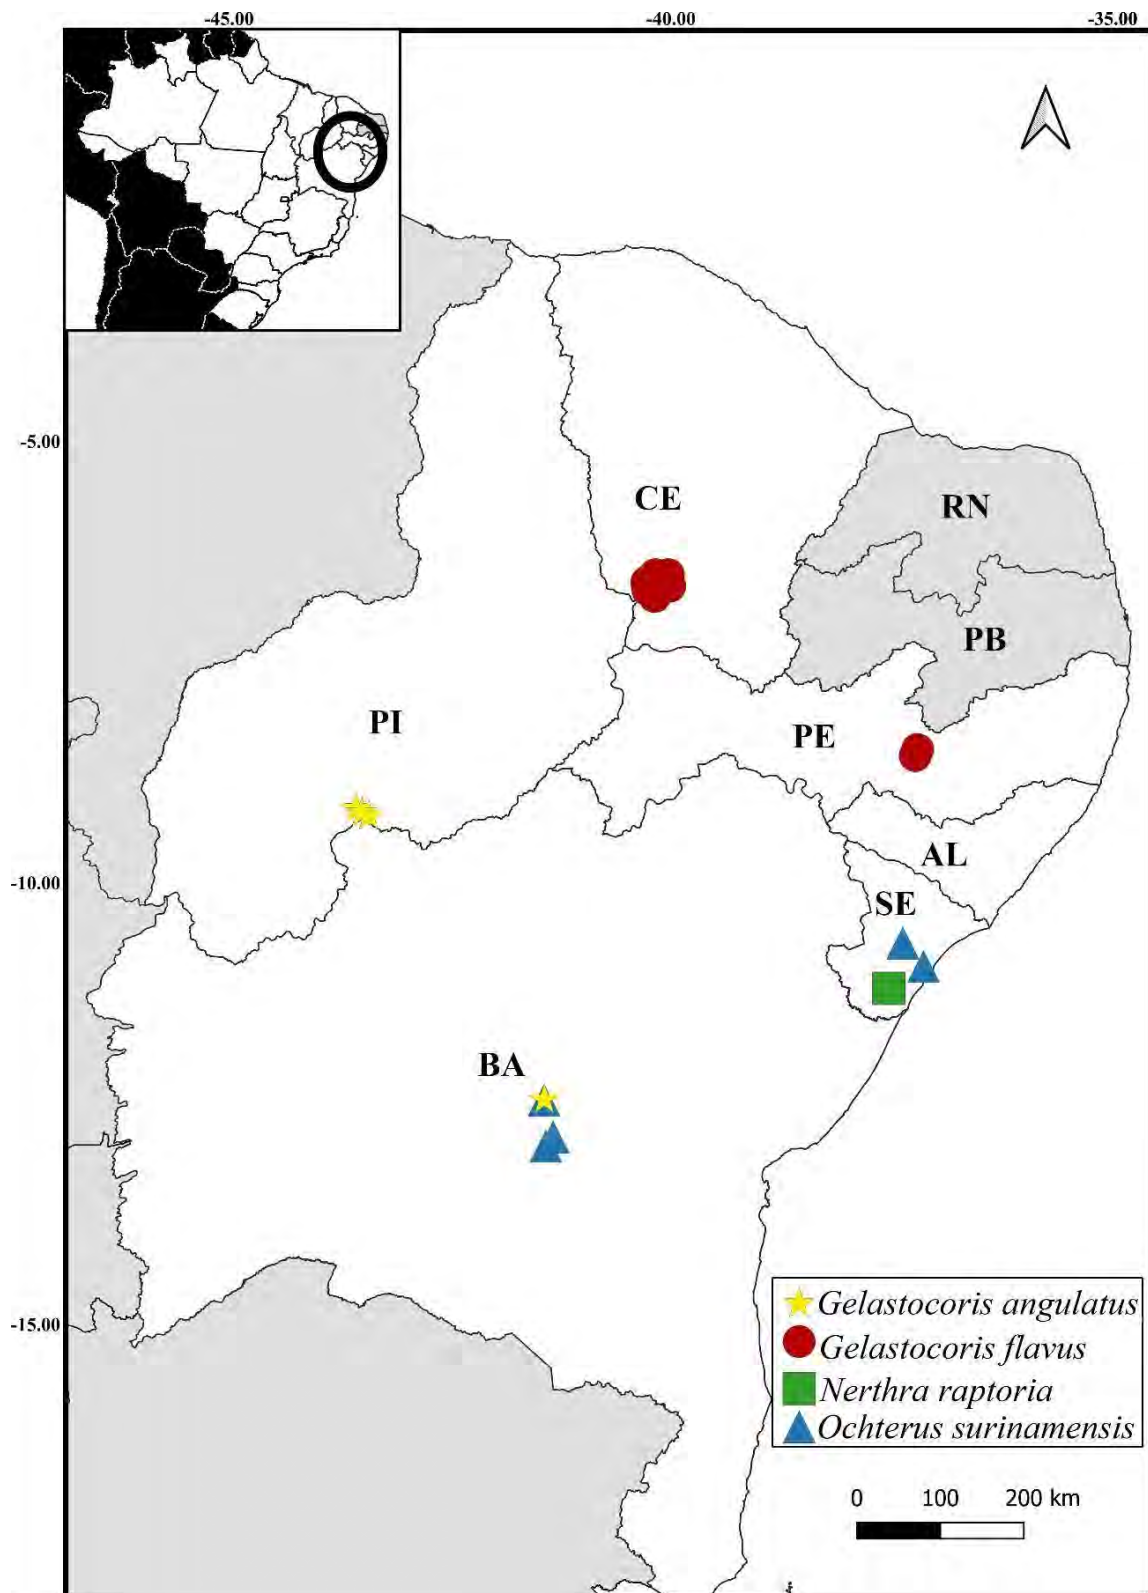 -45.00
-40.00
-35.00
-5.00
CE
RN
PB
PI
PE
AL
-10.00
SE
BA
-15.00
Gelastocoris angulatus
Gelastocoris flavus
Nerthra raptoria
Ochterus surinamensis
0 100 200 km